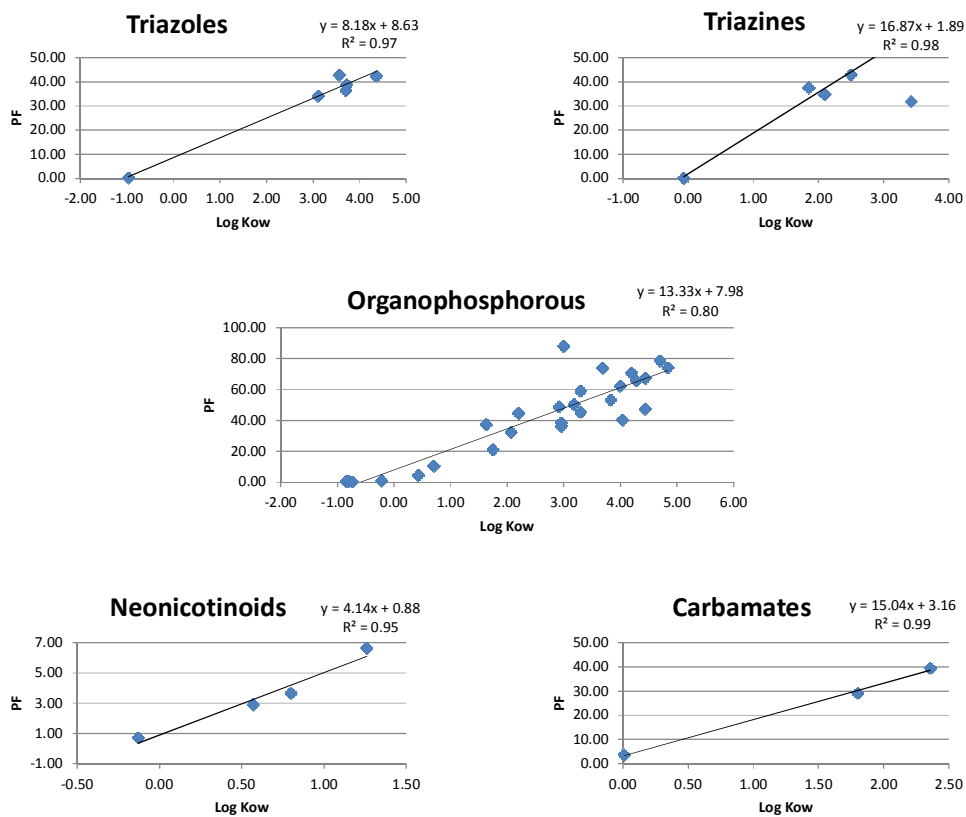 Triazoles
y = 8.18x + 8.63
R² = 0.97
50.00
40.00
30.00
20.00
10.00
0.00
PF
-2.00 -1.00 0.00 1.00 2.00 3.00 4.00 5.00
Log Kow
Triazines
y = 16.87x + 1.89
R² = 0.98
50.00
40.00
30.00
20.00
10.00
0.00
PF
-1.00 0.00 1.00 2.00 3.00 4.00
Log Kow
Organophosphorous
y = 13.33x + 7.98
R² = 0.80
100.00
80.00
60.00
40.00
20.00
0.00
PF
-2.00 -1.00 0.00 1.00 2.00 3.00 4.00 5.00 6.00
Log Kow
Neonicotinoids
y = 4.14x + 0.88
R² = 0.95
7.00
5.00
3.00
1.00
-1.00
PF
-0.50 0.00 0.50 1.00 1.50
Log Kow
Carbamates
y = 15.04x + 3.16
R² = 0.99
50.00
40.00
30.00
20.00
10.00
0.00
PF
0.00 0.50 1.00 1.50 2.00 2.50
Log Kow